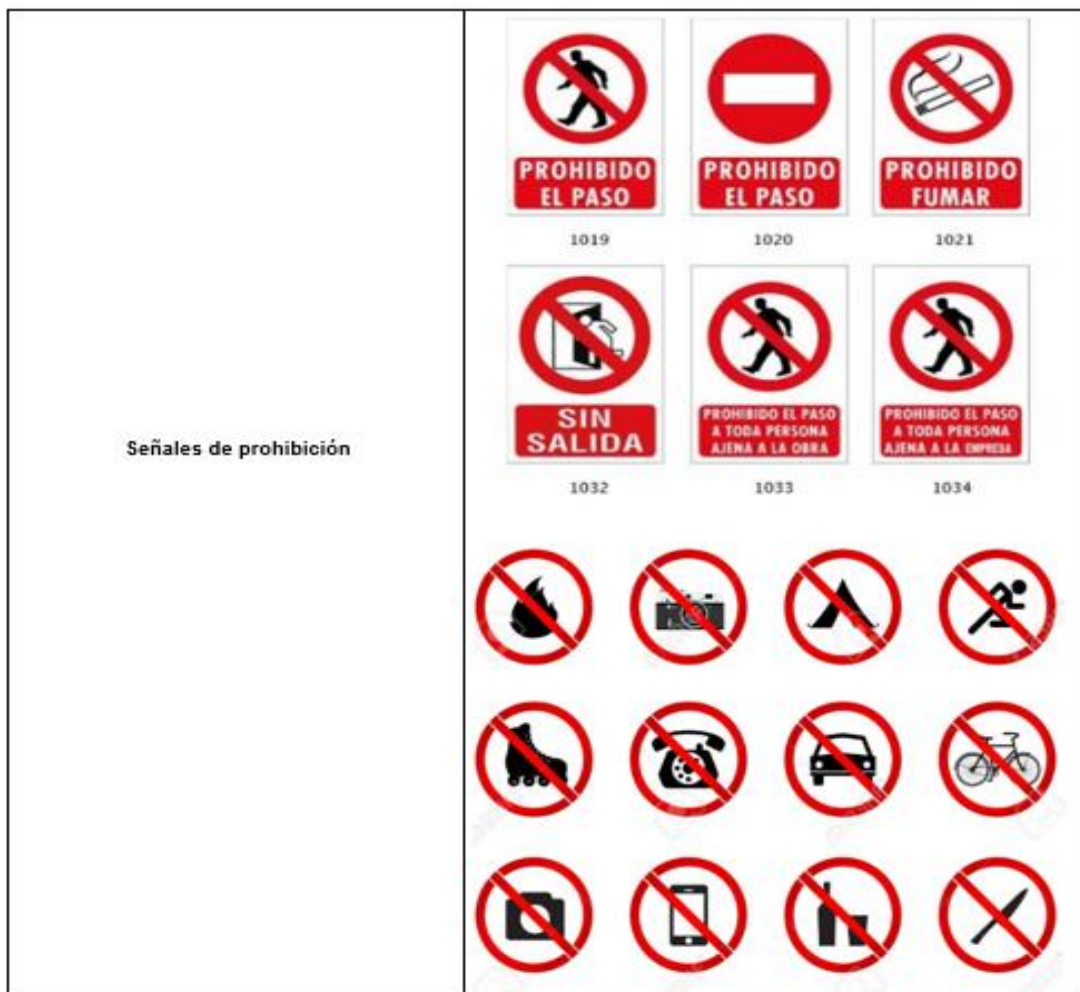 Señales de prohibición
PROHIBIDO
EL PASO
1019
PROHIBIDO
EL PASO
1020
PROHIBIDO
FUMAR
1021
SIN
SALIDA
1032
PROHIBIDO EL PASO
A TODA PERSONA
AJENA A LA OBRA
1033
PROHIBIDO EL PASO
A TODA PERSONA
AJENA A LA EMPRESA
1034